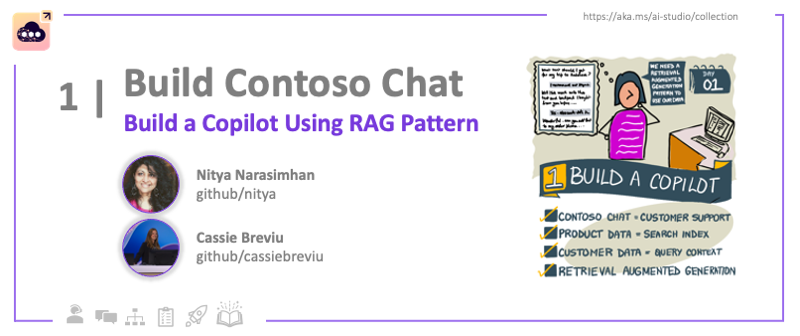 https://aka.ms/ai-studio/collection
1 |
Build Contoso Chat
Build a Copilot Using RAG Pattern
Nitya Narasimhan
github/nitya
Cassie Breviu
github/cassiebreviu
WE NEED A
RETRIEVAL
AUGMENTED
GENERATION
PATTERN TO
USE OUR DATA
DAY
01
1 BUILD A COPILOT
CONTOSO CHAT = CUSTOMER SUPPORT
PRODUCT DATA = SEARCH INDEX
CUSTOMER DATA = QUERY CONTEXT
RETRIEVAL AUGMENTED GENERATION